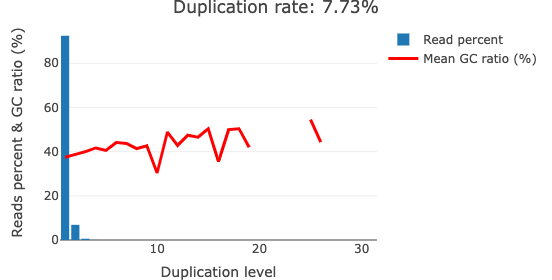 Duplication rate: 7.73%
Reads percent & GC ratio (%)
80
60
40
20
0
10
20
30
Duplication level
Read percent
Mean GC ratio (%)